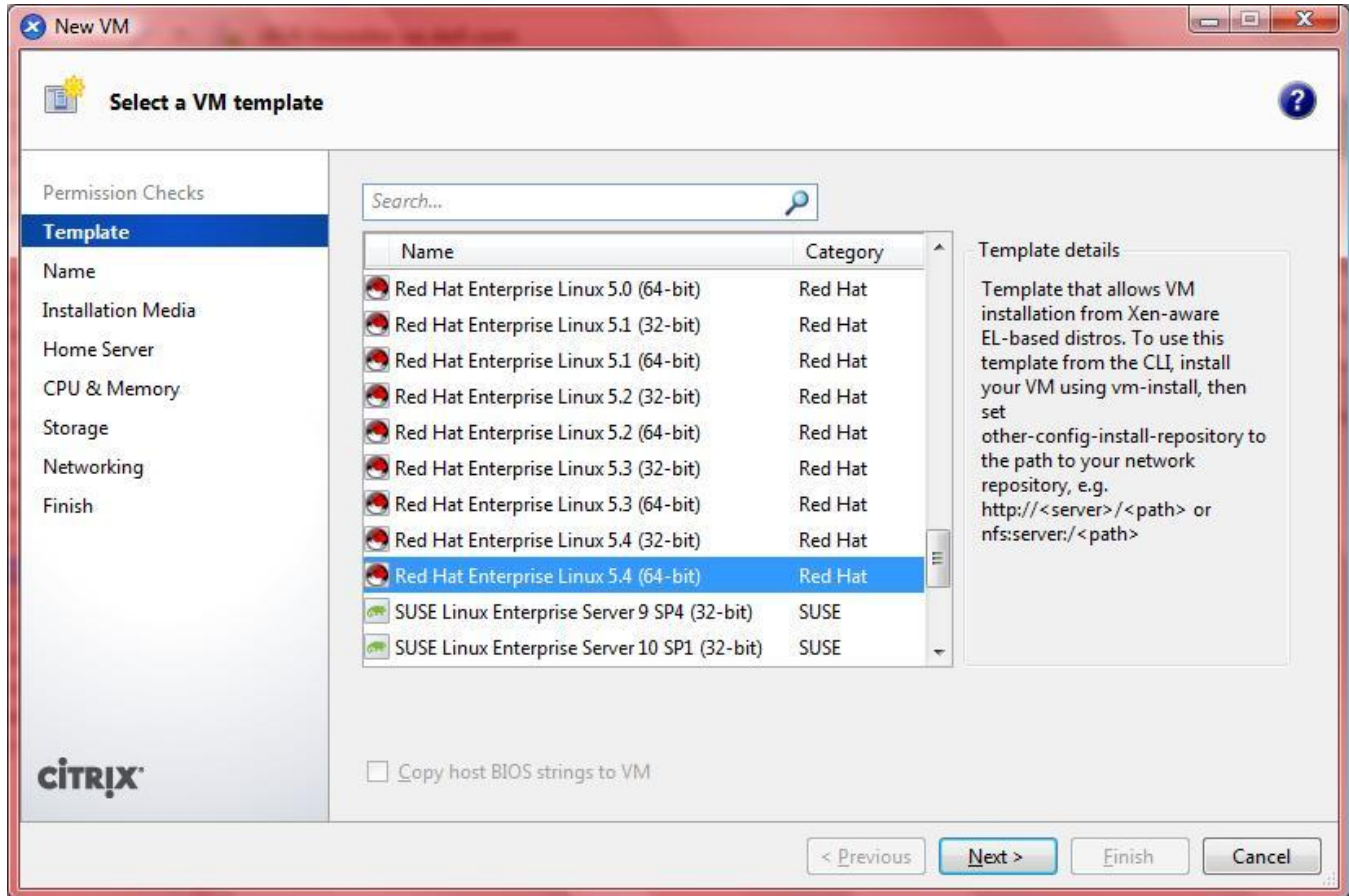 New VM
Select a VM template
Permission Checks
Template
Name
Installation Media
Home Server
CPU & Memory
Storage
Networking
Finish
CITRIX
Search...
Name Category
Red Hat Enterprise Linux 5.0 (64-bit) Red Hat
Red Hat Enterprise Linux 5.1 (32-bit) Red Hat
Red Hat Enterprise Linux 5.1 (64-bit) Red Hat
Red Hat Enterprise Linux 5.2 (32-bit) Red Hat
Red Hat Enterprise Linux 5.2 (64-bit) Red Hat
Red Hat Enterprise Linux 5.3 (32-bit) Red Hat
Red Hat Enterprise Linux 5.3 (64-bit) Red Hat
Red Hat Enterprise Linux 5.4 (32-bit) Red Hat
Red Hat Enterprise Linux 5.4 (64-bit) Red Hat
SUSE Linux Enterprise Server 9 SP4 (32-bit) SUSE
SUSE Linux Enterprise Server 10 SP1 (32-bit) SUSE
Template details
Template that allows VM
installation from Xen-aware
EL-based distros. To use this
template from the CLI, install
your VM using vm-install, then
set
other-config-install-repository to
the path to your network
repository, e.g.
http://<server>/<path> or
nfs:server:/<path>
Copy host BIOS strings to VM
< Previous Next > Finish Cancel